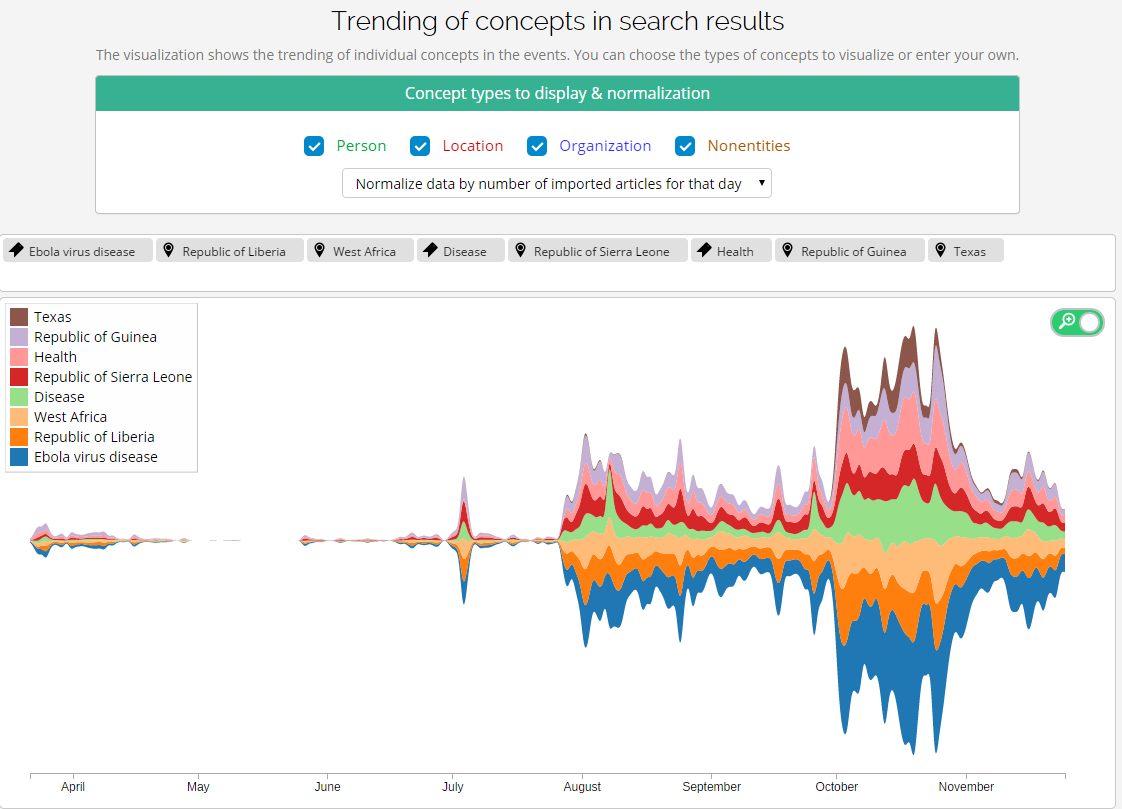 Trending of concepts in search results
The visualization shows the trending of individual concepts in the events. You can choose the types of concepts to visualize or enter your own.
Concept types to display & normalization
Person Location Organization Nonentities
Normalize data by number of imported articles for that day
Ebola virus disease Republic of Liberia West Africa Disease Republic of Sierra Leone Health Republic of Guinea Texas
Texas
Republic of Guinea
Health
Republic of Sierra Leone
Disease
West Africa
Republic of Liberia
Ebola virus disease
April May June July August September October November